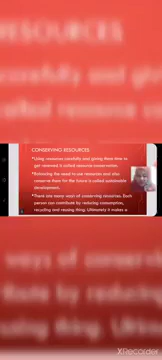 RESOURCES
CONSERVING RESOURCES
• Using resources carefully and giving them time to
get renewed is called resource conservation.
• Balancing the need to use resources and also
conserve them for the future is called sustainable
development.
• There are many ways of conserving resources. Each
person can contribute by reducing consumption,
recycling and reusing thing. Ultimately it makes a